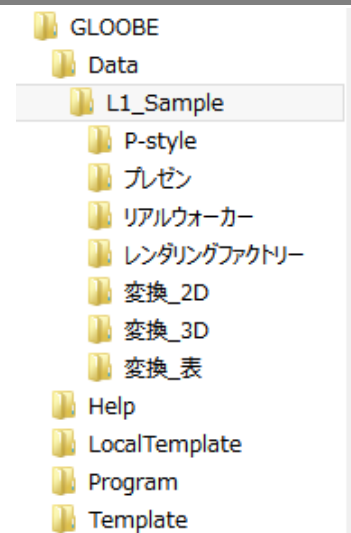 GLOOBE
Data
L1_Sample
P-style
プレゼン
リアルウォーカー
レンダリングファクトリー
変換_2D
変換_3D
変換_表
Help
LocalTemplate
Program
Template